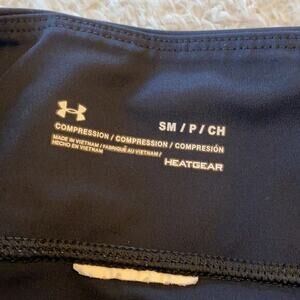 SM / P / CH
COMPRESSION / COMPRESSION / COMPRESIÓN
MADE IN VIETNAM / FABRIQUÉ AU VIETNAM /
HECHO EN VIETNAM
HEATGEAR